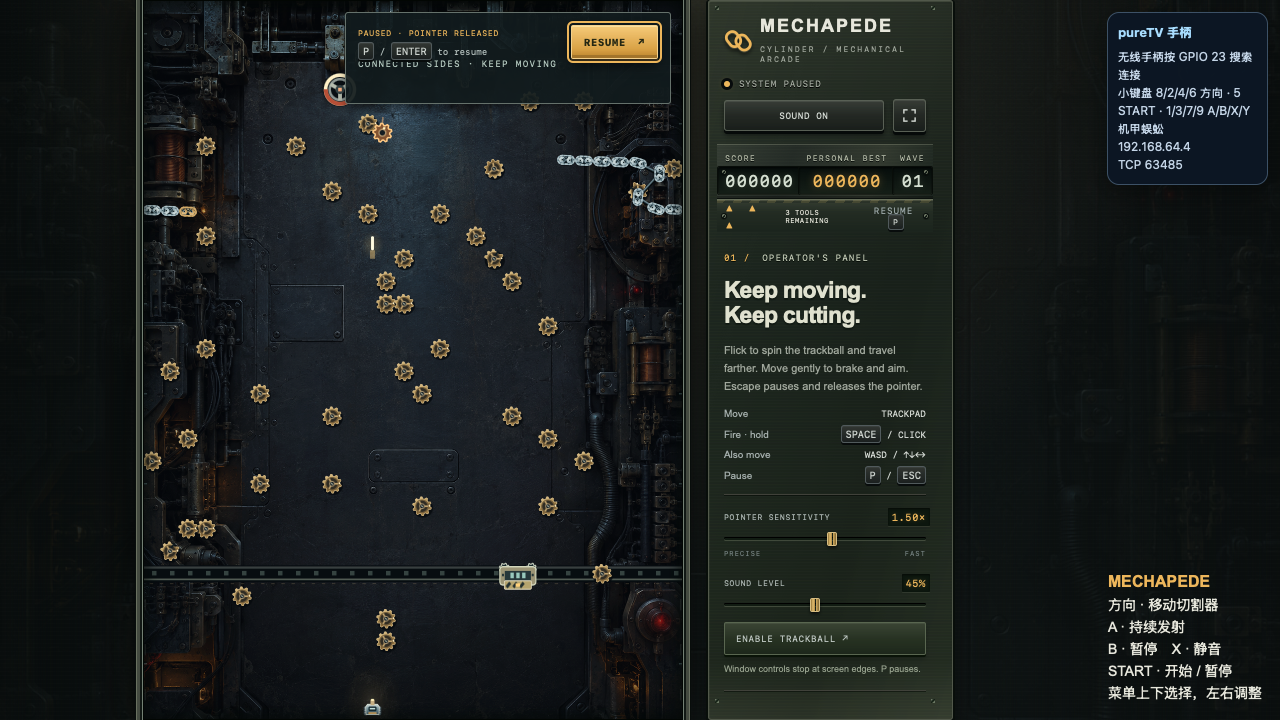 PAUSED · POINTER RELEASED
P / ENTER to resume
CONNECTED SIDES · KEEP MOVING
RESUME ↗
MECHAPEDE
CYLINDER / MECHANICAL
ARCADE
SYSTEM PAUSED
SOUND ON
SCORE PERSONAL BEST WAVE
000000 000000 01
3 TOOLS
REMAINING
RESUME
P
01 / OPERATOR'S PANEL
Keep moving.
Keep cutting.
Flick to spin the trackball and travel
farther. Move gently to brake and aim.
Escape pauses and releases the pointer.
Move TRACKPAD
Fire · hold SPACE / CLICK
Also move WASD / ↑↓←→
Pause P / ESC
POINTER SENSITIVITY 1.50×
PRECISE FAST
SOUND LEVEL 45%
ENABLE TRACKBALL ↗
Window controls stop at screen edges. P pauses.
pureTV 手柄
无线手柄按 GPIO 23 搜索
连接
小键盘 8/2/4/6 方向 · 5
START · 1/3/7/9 A/B/X/Y
机甲蜈蚣
192.168.64.4
TCP 63485
MECHAPEDE
方向 · 移动切割器
A · 持续发射
B · 暂停 X · 静音
START · 开始 / 暂停
菜单上下选择，左右调整